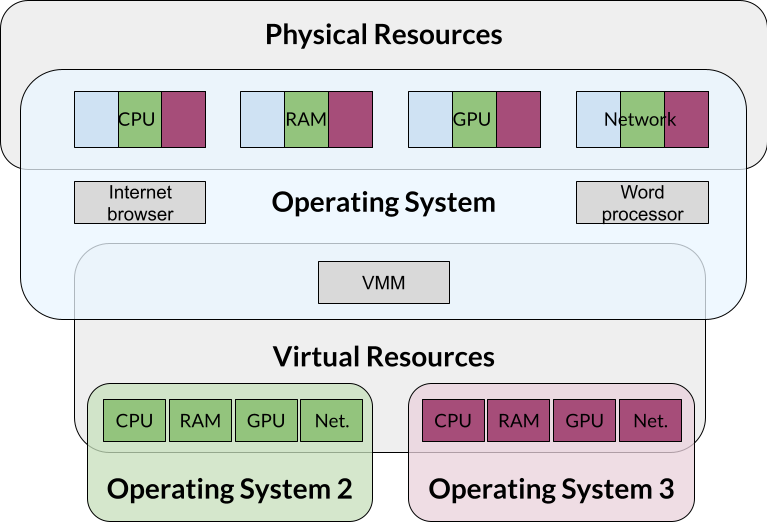 Physical Resources
CPU
RAM
GPU
Network
Internet
browser
Operating System
Word
processor
VMM
Virtual Resources
CPU
RAM
GPU
Net.
CPU
RAM
GPU
Net.
Operating System 2
Operating System 3